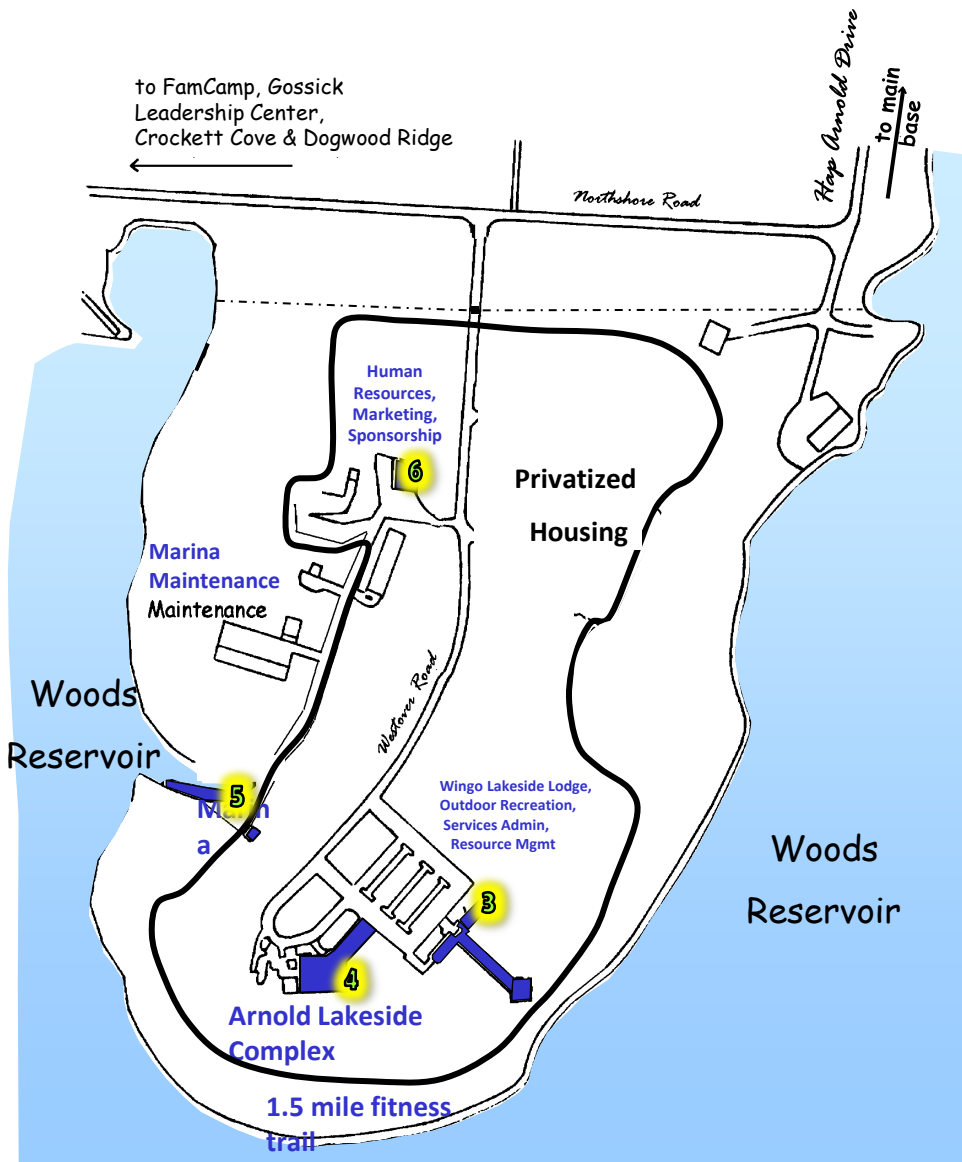 to FamCamp, Gossick
Leadership Center,
Crockett Cove & Dogwood Ridge
Hap Arnold Drive
to main
base
Northshore Road
Human
Resources,
Marketing,
Sponsorship
6
Privatized
Housing
Marina
Maintenance
Maintenance
Westover Road
Woods
Reservoir
5
Marin
a
Wingo Lakeside Lodge,
Outdoor Recreation,
Services Admin,
Resource Mgmt
3
Woods
Reservoir
4
Arnold Lakeside
Complex
1.5 mile fitness
trail